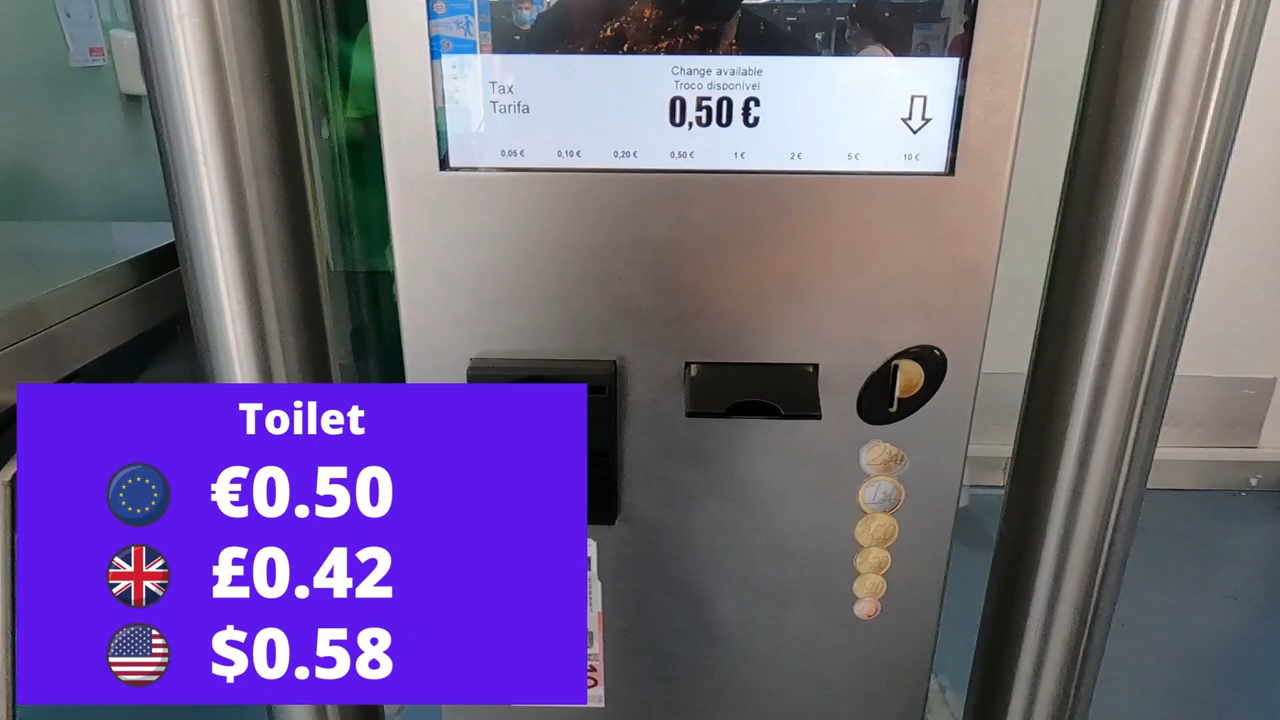 Change available
Troco disponível
Tax
Tarifa
0,50 €
0,05 € 0,10 € 0,20 € 0,50 € 1 € 2 € 5 € 10 €
Toilet
€0.50
£0.42
$0.58
10